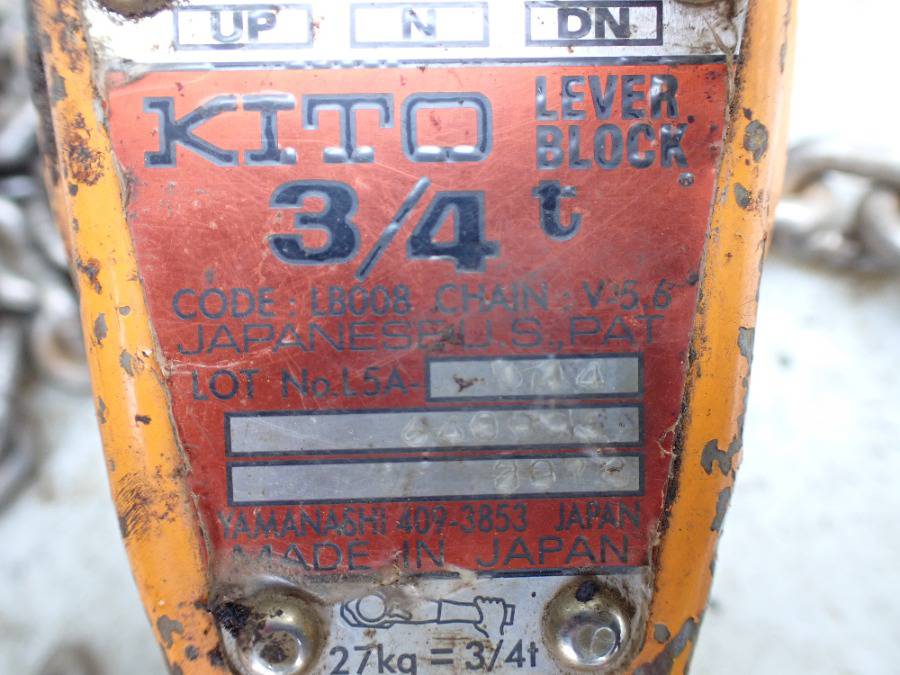 UP N DN
KITO LEVER BLOCK
3/4 t
CODE : LB008 CHAIN : V-5,6
JAPANESE U.S., PAT
LOT No. L5A-
YAMANASHI 409-3853 JAPAN
MADE IN JAPAN
27kg = 3/4t